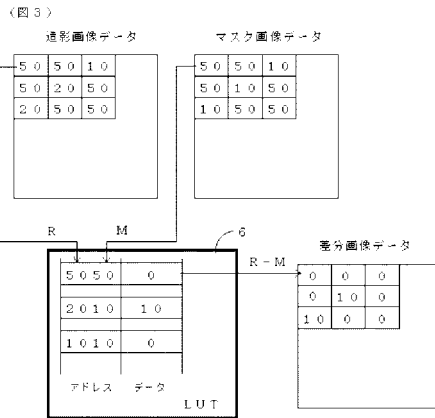 （図３）
造影画像データ
マスク画像データ
５０ ５０ １０
５０ ２０ ５０
２０ ５０ ５０
５０ ５０ １０
５０ １０ ５０
１０ ５０ ５０
Ｒ Ｍ
６
差分画像データ
Ｒ－Ｍ
５０５０ ０
２０１０ １０
１０１０ ０
アドレス データ
ＬＵＴ
０ ０ ０
０ １０ ０
１０ ０ ０